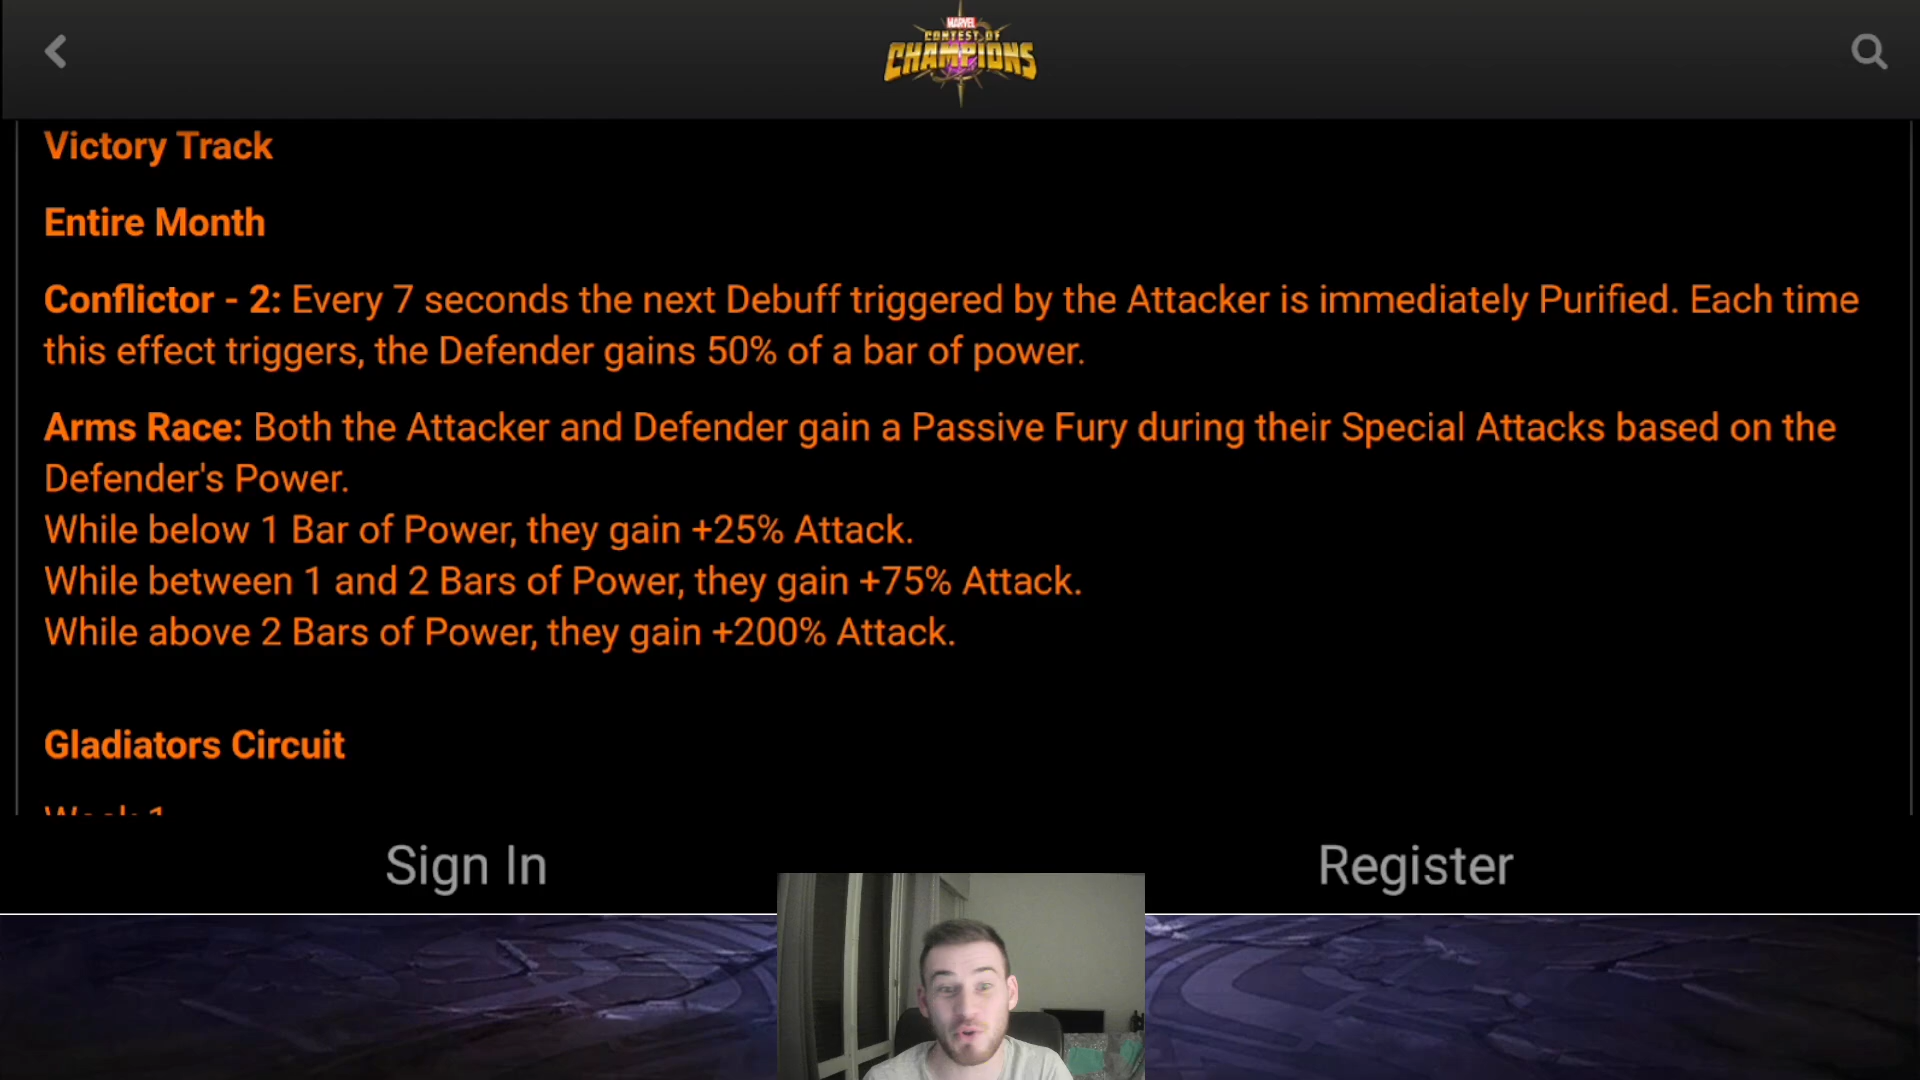 MARVEL
CONTEST OF
CHAMPIONS
Victory Track
Entire Month
Conflictor - 2: Every 7 seconds the next Debuff triggered by the Attacker is immediately Purified. Each time
this effect triggers, the Defender gains 50% of a bar of power.
Arms Race: Both the Attacker and Defender gain a Passive Fury during their Special Attacks based on the
Defender's Power.
While below 1 Bar of Power, they gain +25% Attack.
While between 1 and 2 Bars of Power, they gain +75% Attack.
While above 2 Bars of Power, they gain +200% Attack.
Gladiators Circuit
Week 1
Sign In
Register